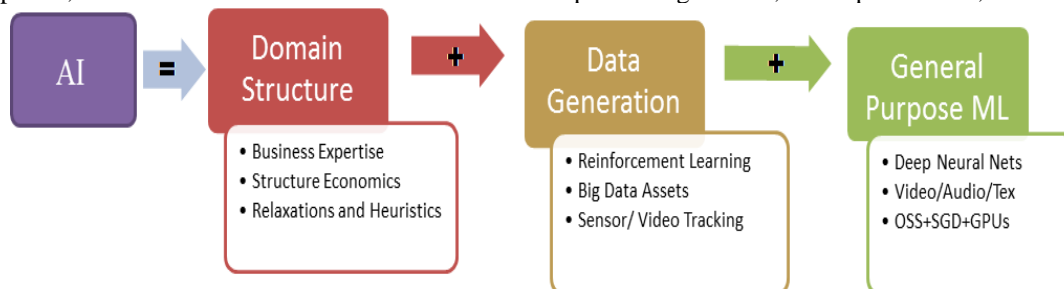 AI
=
Domain
Structure
+
Data
Generation
+
General
Purpose ML
• Business Expertise
• Structure Economics
• Relaxations and Heuristics
• Reinforcement Learning
• Big Data Assets
• Sensor/ Video Tracking
• Deep Neural Nets
• Video/Audio/Tex
• OSS+SGD+GPUs